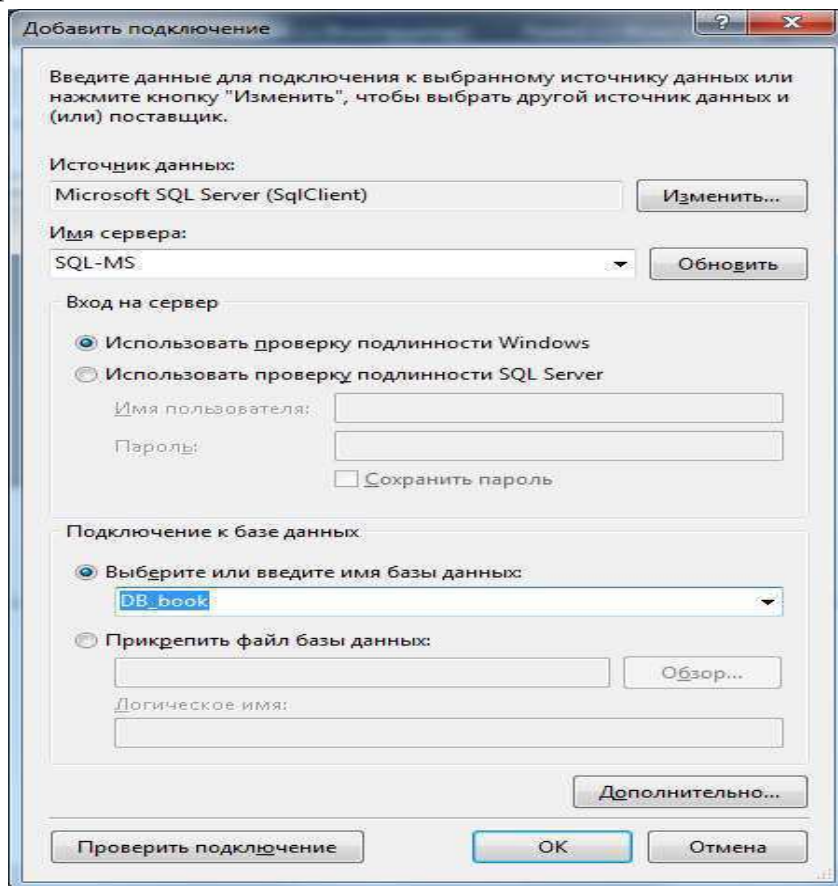 Добавить подключение
Введите данные для подключения к выбранному источнику данных или
нажмите кнопку "Изменить", чтобы выбрать другой источник данных и
(или) поставщик.
Источник данных:
Microsoft SQL Server (SqlClient)
Изменить...
Имя сервера:
SQL-MS
Обновить
Вход на сервер
Использовать проверку подлинности Windows
Использовать проверку подлинности SQL Server
Имя пользователя:
Пароль:
Сохранить пароль
Подключение к базе данных
Выберите или введите имя базы данных:
DB_book
Прикрепить файл базы данных:
Обзор...
Логическое имя:
Дополнительно...
Проверить подключение
ОК
Отмена